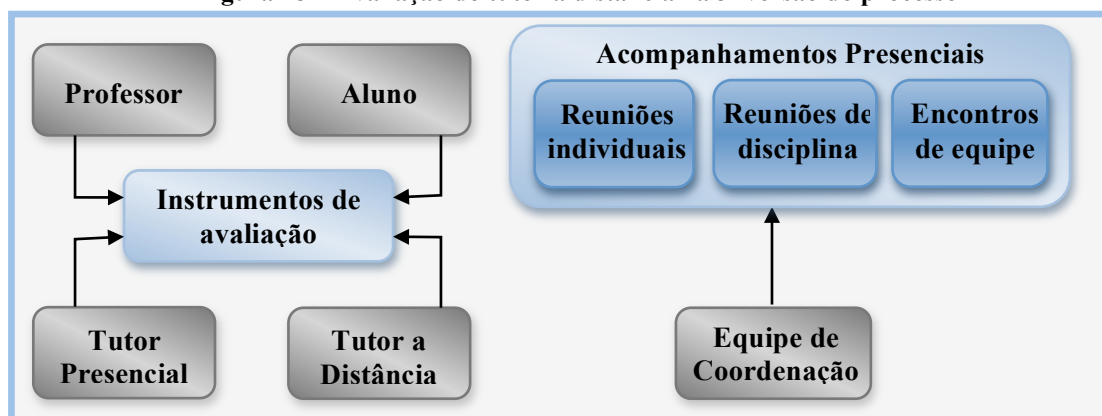 Professor
Aluno
Instrumentos de
avaliação
Tutor
Presencial
Tutor a
Distância
Acompanhamentos Presenciais
Reuniões
individuais
Reuniões de
disciplina
Encontros
de equipe
Equipe de
Coordenação